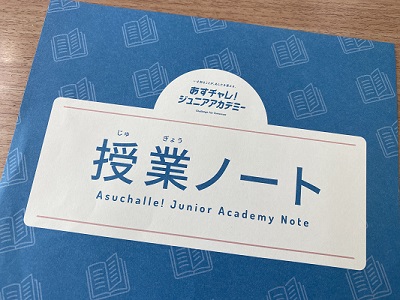 あすチャレ!
ジュニアアカデミー
じゅ ぎょう
授業ノート
Asuchalle! Junior Academy Note